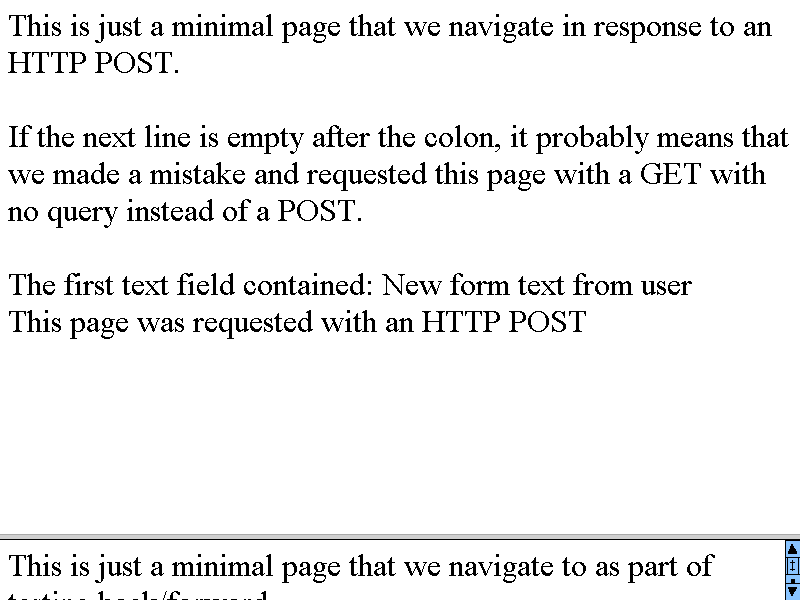 This is just a minimal page that we navigate in response to an
HTTP POST.
If the next line is empty after the colon, it probably means that
we made a mistake and requested this page with a GET with
no query instead of a POST.
The first text field contained: New form text from user
This page was requested with an HTTP POST
This is just a minimal page that we navigate to as part of
testing back/forward